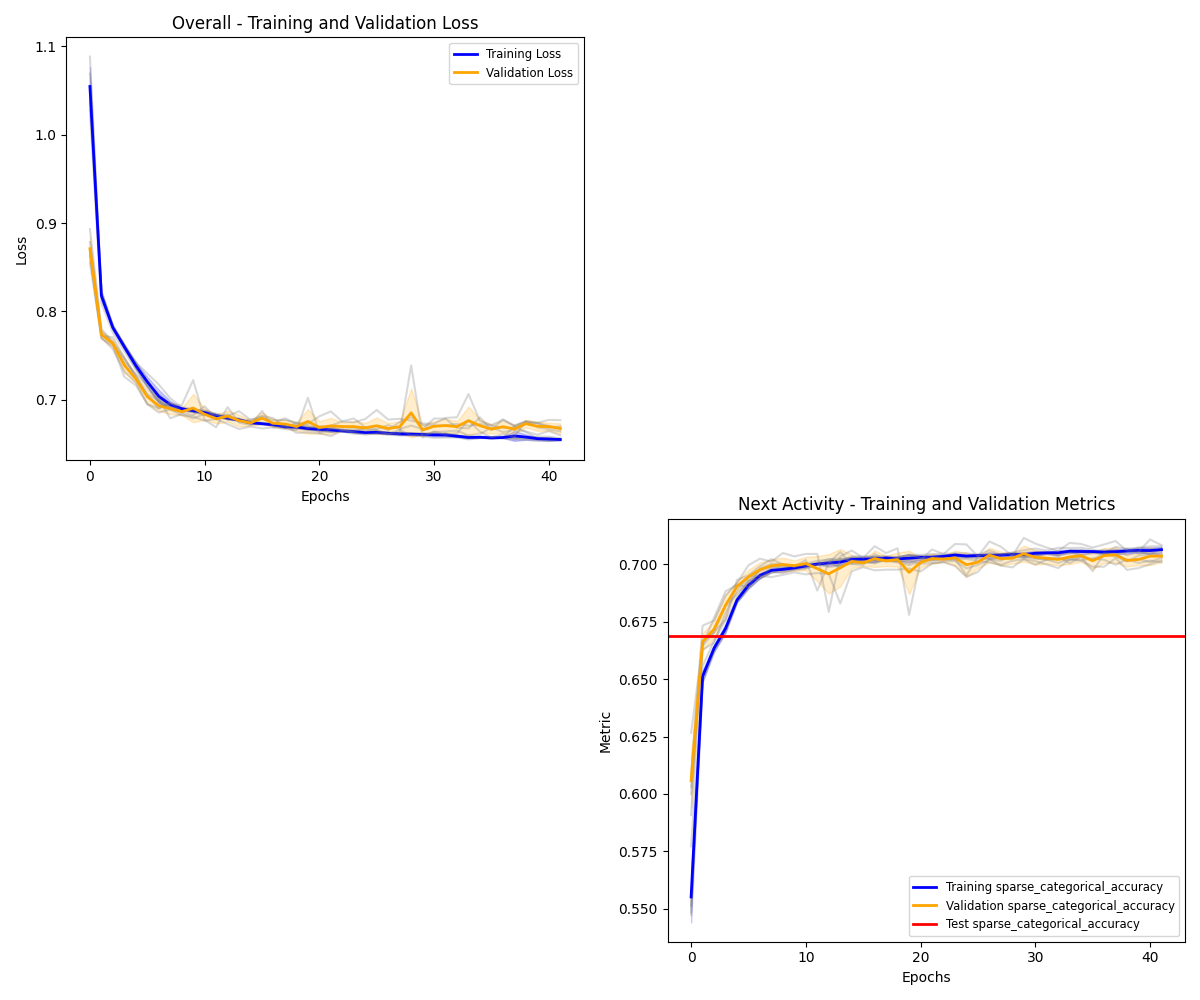 Overall - Training and Validation Loss
1.1
1.0
0.9
0.8
0.7
Loss
Training Loss
Validation Loss
0 10 20 30 40
Epochs
Next Activity - Training and Validation Metrics
0.700
0.675
0.650
0.625
0.600
0.575
0.550
Metric
Training sparse_categorical_accuracy
Validation sparse_categorical_accuracy
Test sparse_categorical_accuracy
0 10 20 30 40
Epochs